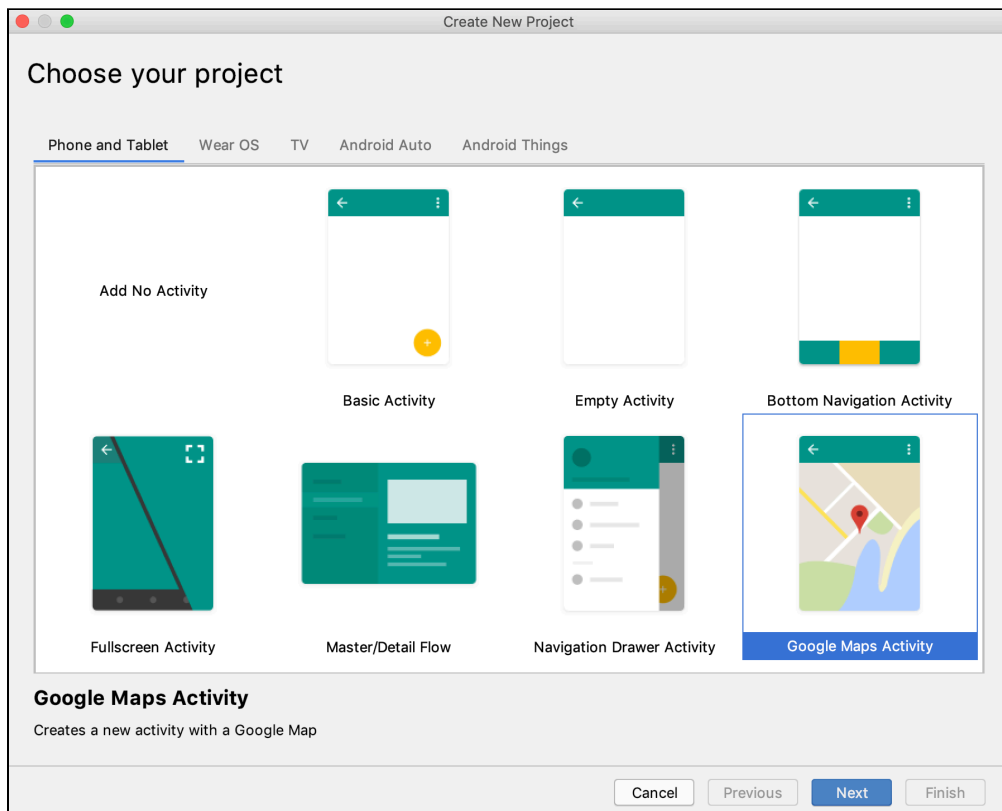 Create New Project
Choose your project
Phone and Tablet Wear OS TV Android Auto Android Things
Add No Activity
Basic Activity Empty Activity Bottom Navigation Activity
Fullscreen Activity Master/Detail Flow Navigation Drawer Activity Google Maps Activity
Google Maps Activity
Creates a new activity with a Google Map
Cancel Previous Next Finish